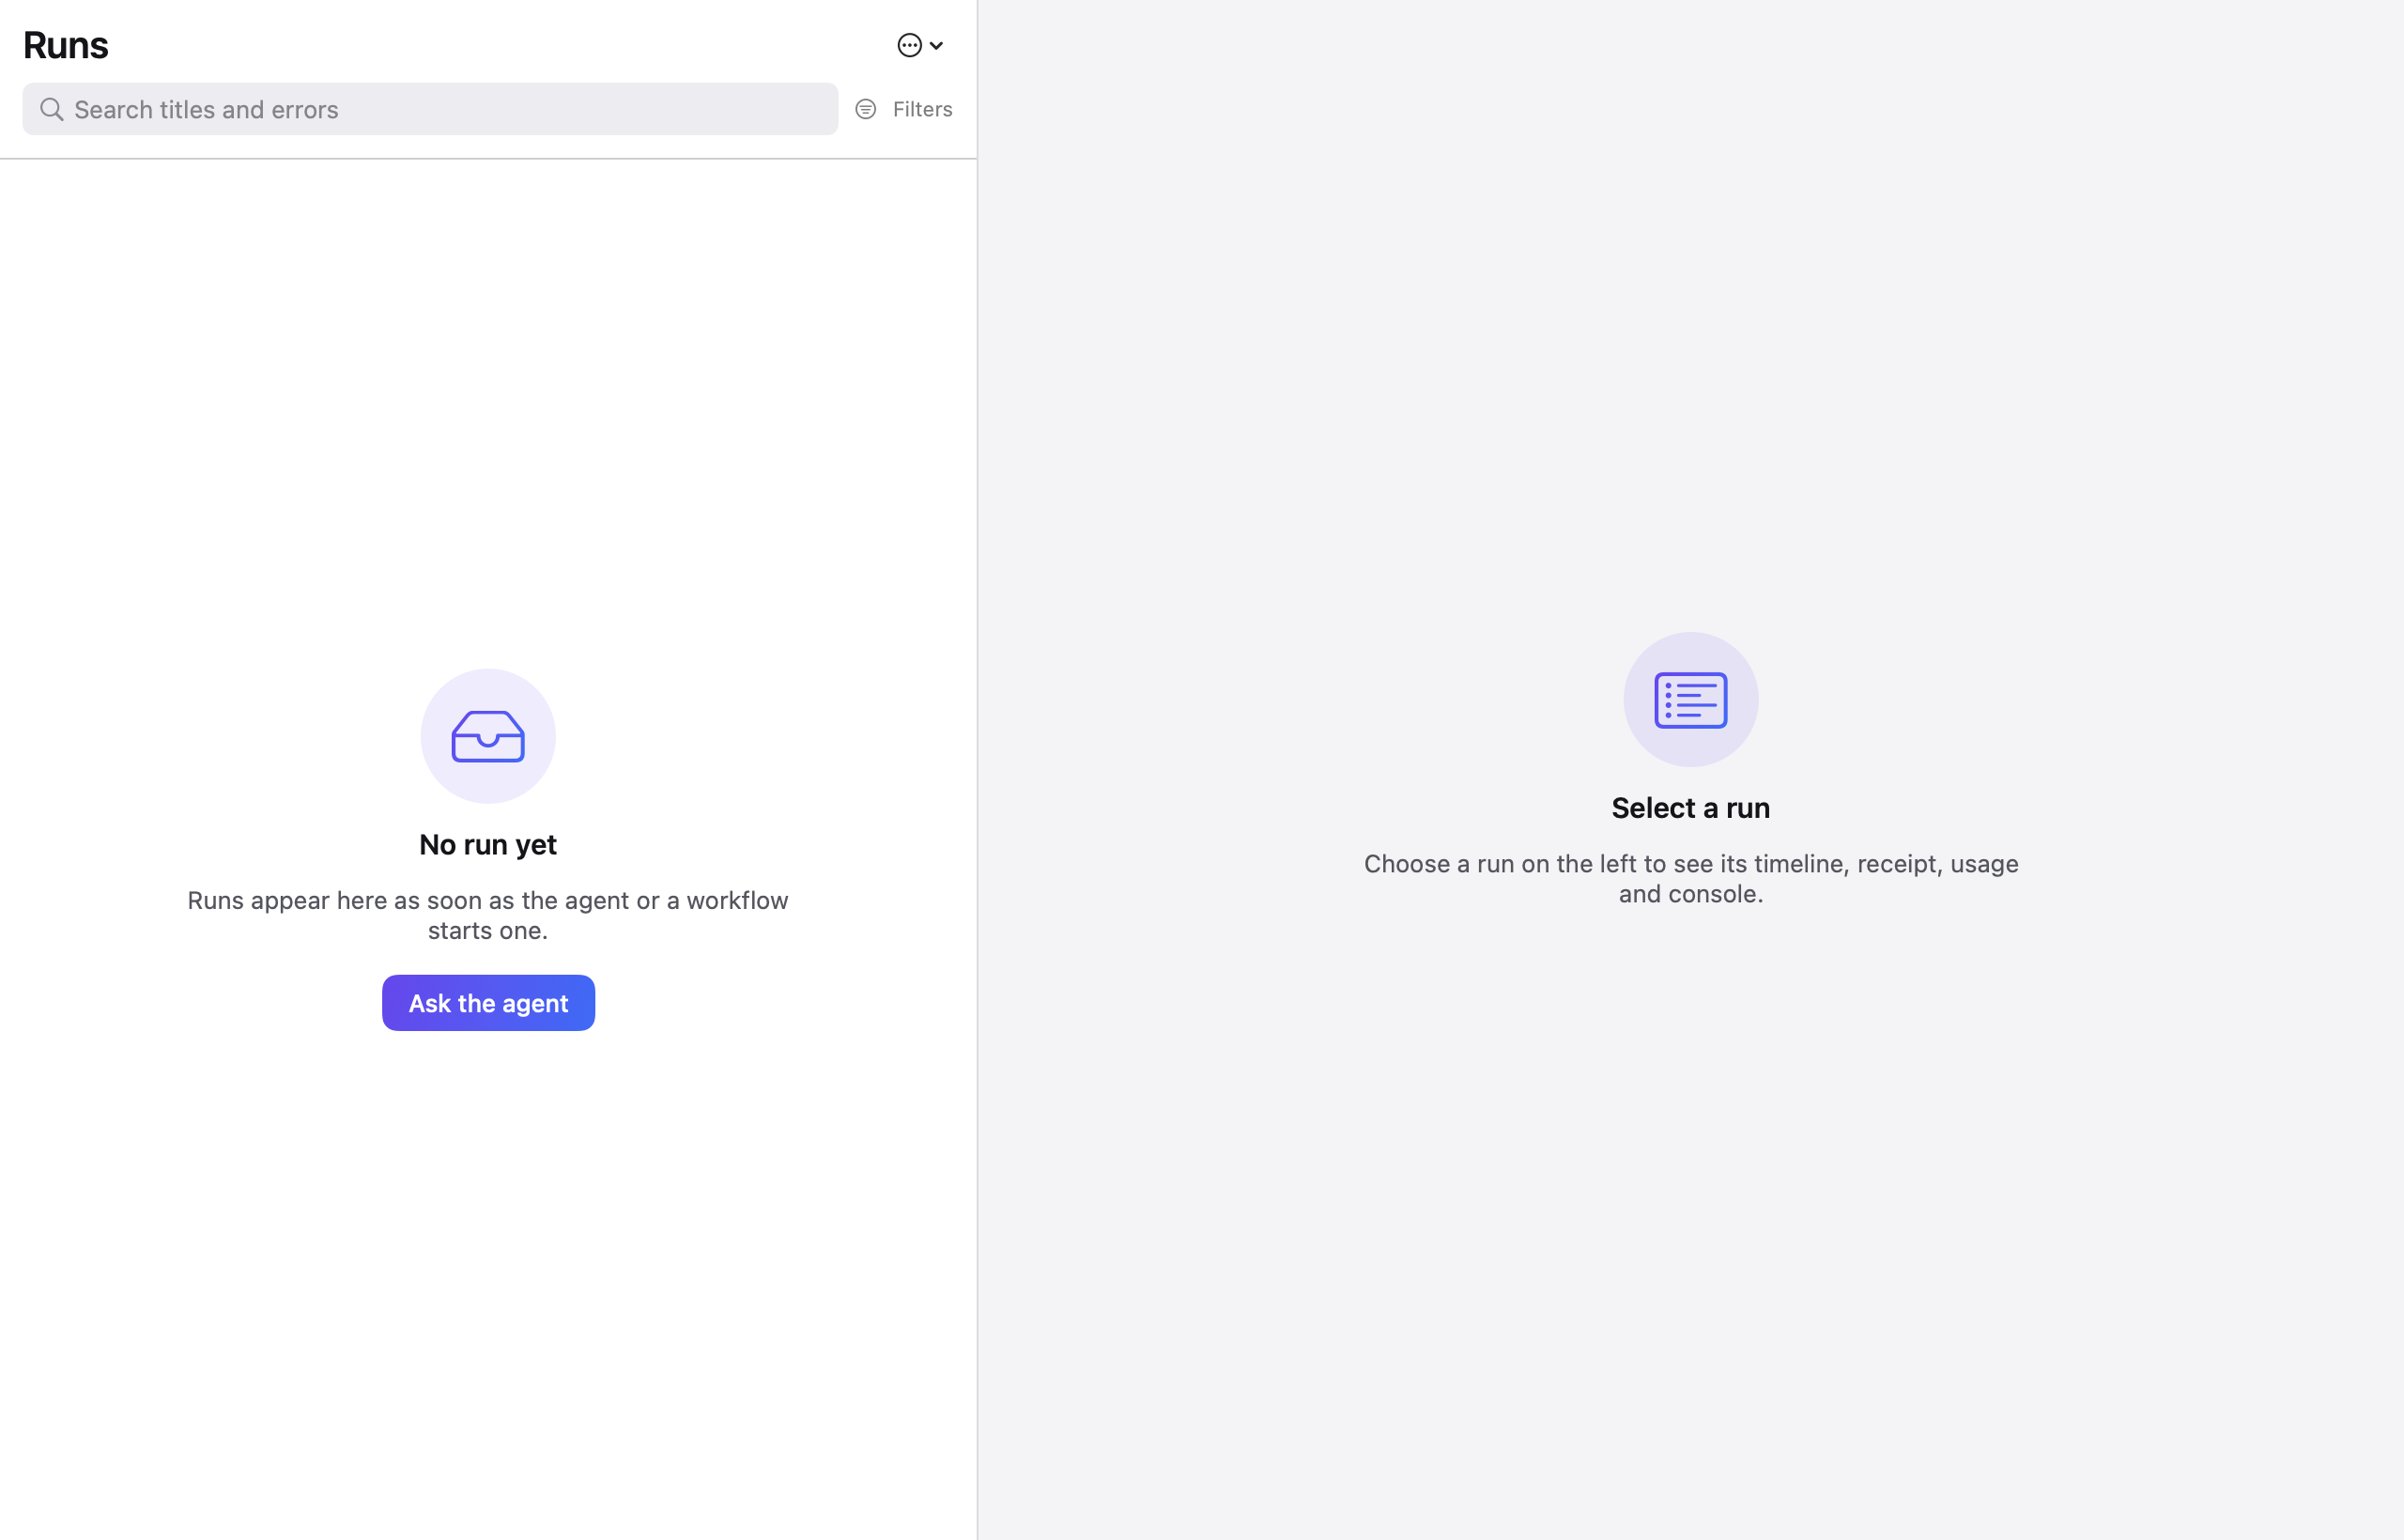 Runs
Search titles and errors
Filters
No run yet
Runs appear here as soon as the agent or a workflow
starts one.
Ask the agent
Select a run
Choose a run on the left to see its timeline, receipt, usage
and console.